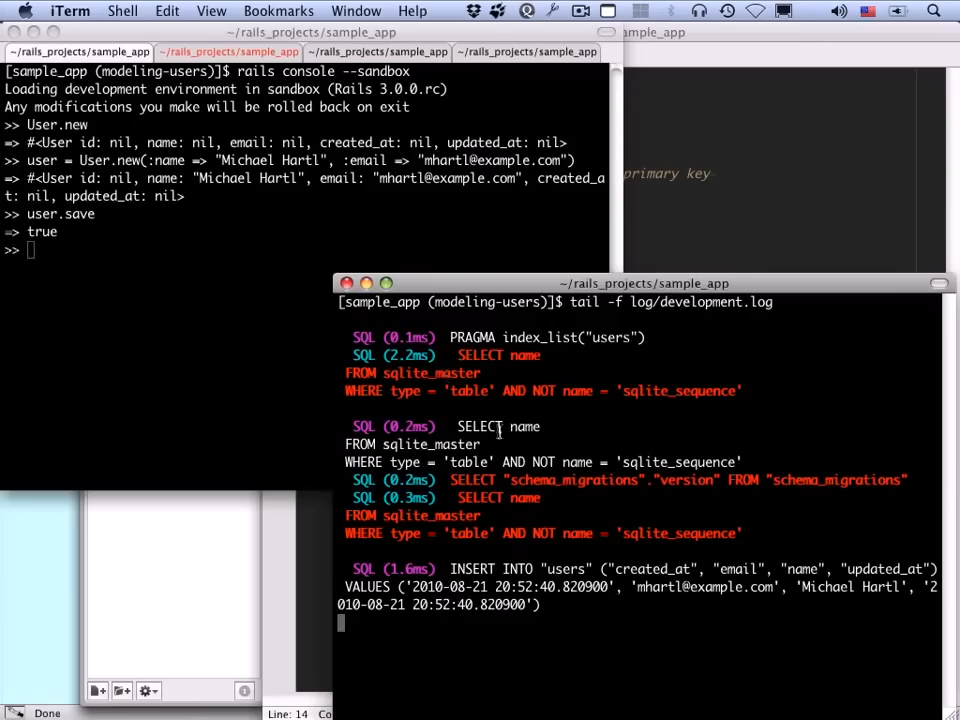 iTerm Shell Edit View Bookmarks Window Help
~/rails_projects/sample_app
sample_app
~/rails_projects/sample_app ~/rails_projects/sample_app ~/rails_projects/sample_app ~/rails_projects/sample_app
[sample_app (modeling-users)]$ rails console --sandbox
Loading development environment in sandbox (Rails 3.0.0.rc)
Any modifications you make will be rolled back on exit
>> User.new
=> #<User id: nil, name: nil, email: nil, created_at: nil, updated_at: nil>
>> user = User.new(:name => "Michael Hartl", :email => "mhartl@example.com")
=> #<User id: nil, name: "Michael Hartl", email: "mhartl@example.com", created_a
t: nil, updated_at: nil>
>> user.save
=> true
>>
primary key
~/rails_projects/sample_app
[sample_app (modeling-users)]$ tail -f log/development.log
SQL (0.1ms) PRAGMA index_list("users")
SQL (2.2ms) SELECT name
FROM sqlite_master
WHERE type = 'table' AND NOT name = 'sqlite_sequence'
SQL (0.2ms) SELECT name
FROM sqlite_master
WHERE type = 'table' AND NOT name = 'sqlite_sequence'
SQL (0.2ms) SELECT "schema_migrations"."version" FROM "schema_migrations"
SQL (0.3ms) SELECT name
FROM sqlite_master
WHERE type = 'table' AND NOT name = 'sqlite_sequence'
SQL (1.6ms) INSERT INTO "users" ("created_at", "email", "name", "updated_at")
VALUES ('2010-08-21 20:52:40.820900', 'mhartl@example.com', 'Michael Hartl', '2
010-08-21 20:52:40.820900')
Done
Line: 14 Co